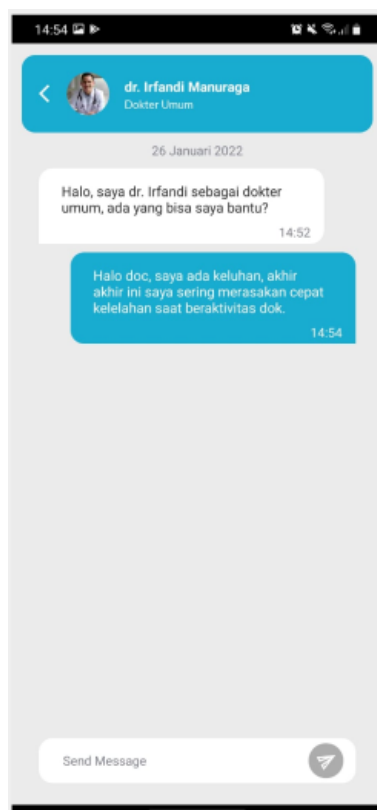 14:54
dr. Irfandi Manuraga
Dokter Umum
26 Januari 2022
Halo, saya dr. Irfandi sebagai dokter
umum, ada yang bisa saya bantu?
14:52
Halo doc, saya ada keluhan, akhir
akhir ini saya sering merasakan cepat
kelelahan saat beraktivitas dok.
14:54
Send Message